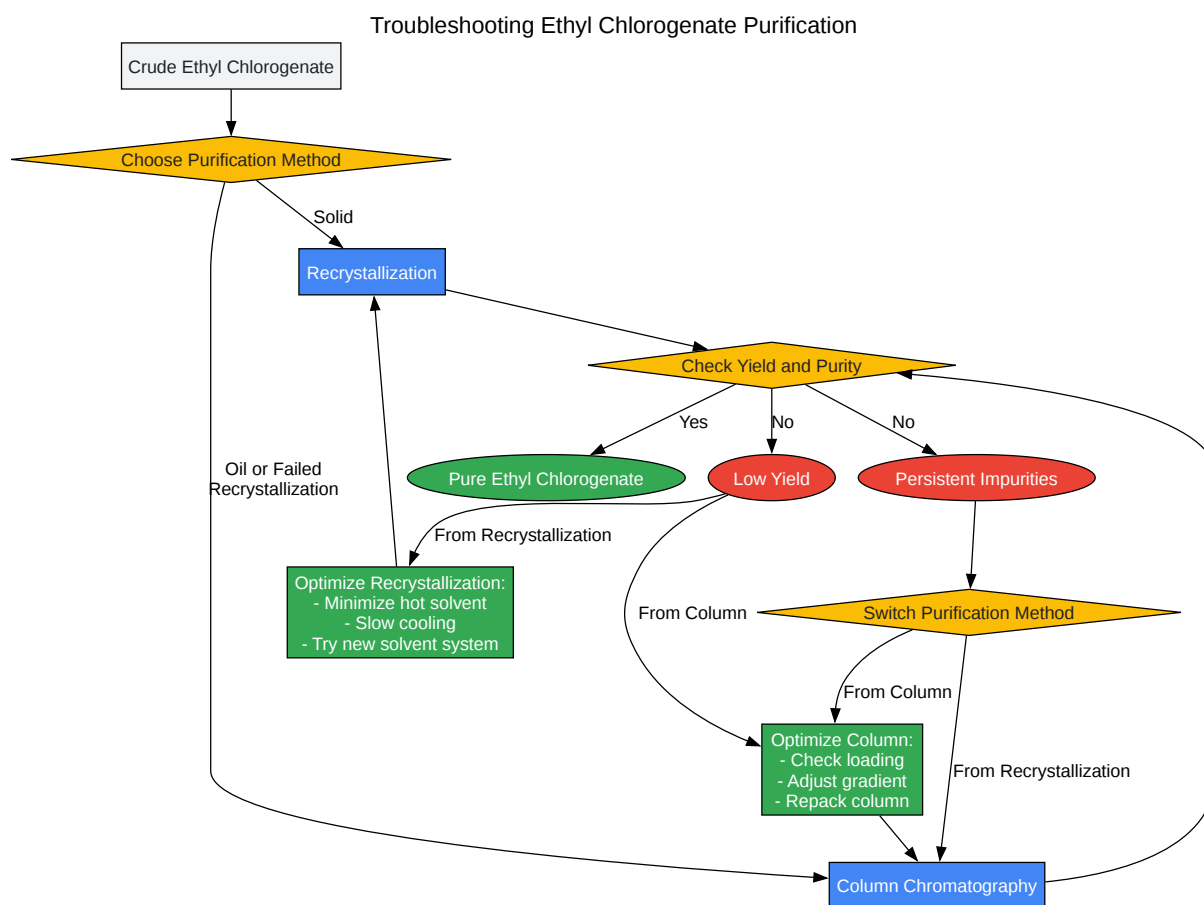 Troubleshooting Ethyl Chlorogenate Purification
Crude Ethyl Chlorogenate
Choose Purification Method
Solid
Recrystallization
Check Yield and Purity
Yes
No
No
Oil or Failed
Recrystallization
Pure Ethyl Chlorogenate
Low Yield
Persistent Impurities
From Recrystallization
Optimize Recrystallization:
- Minimize hot solvent
- Slow cooling
- Try new solvent system
From Column
Switch Purification Method
From Column
Optimize Column:
- Check loading
- Adjust gradient
- Repack column
From Recrystallization
Column Chromatography